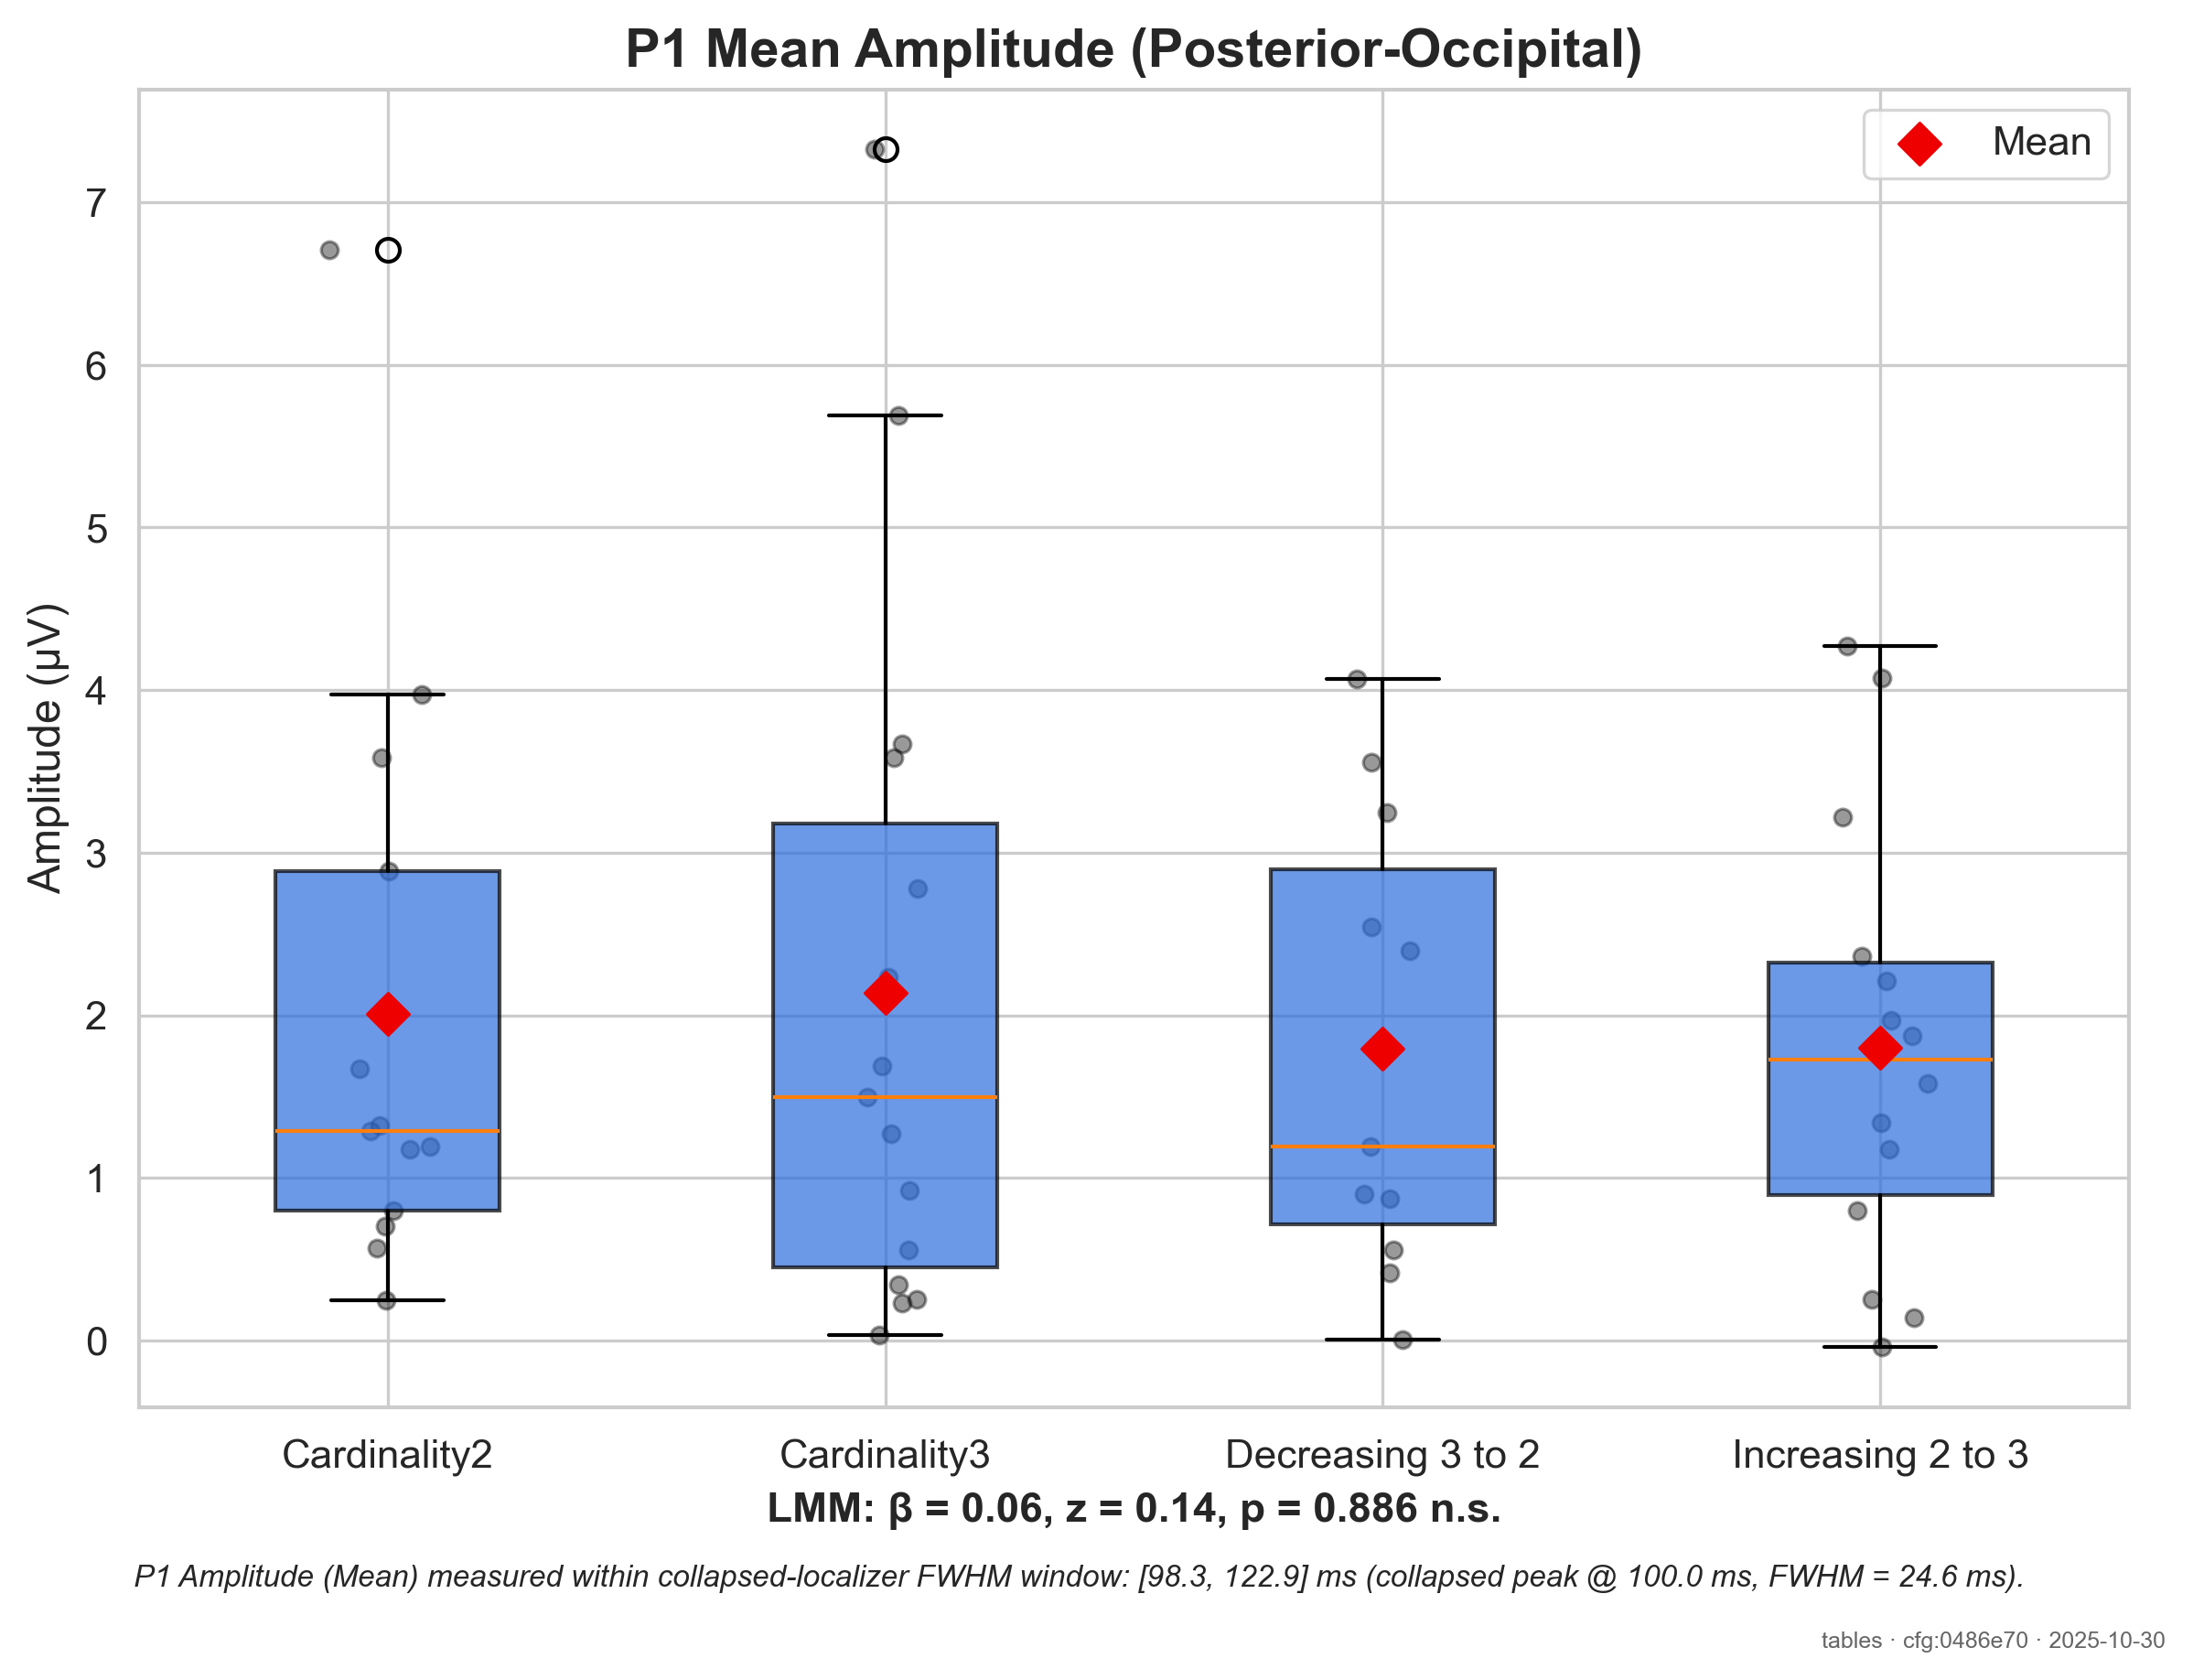 P1 Mean Amplitude (Posterior-Occipital)
Mean
Amplitude (µV)
7
6
5
4
3
2
1
0
Cardinality2
Cardinality3
Decreasing 3 to 2
Increasing 2 to 3
LMM: β = 0.06, z = 0.14, p = 0.886 n.s.
P1 Amplitude (Mean) measured within collapsed-localizer FWHM window: [98.3, 122.9] ms (collapsed peak @ 100.0 ms, FWHM = 24.6 ms).
tables · cfg:0486e70 · 2025-10-30